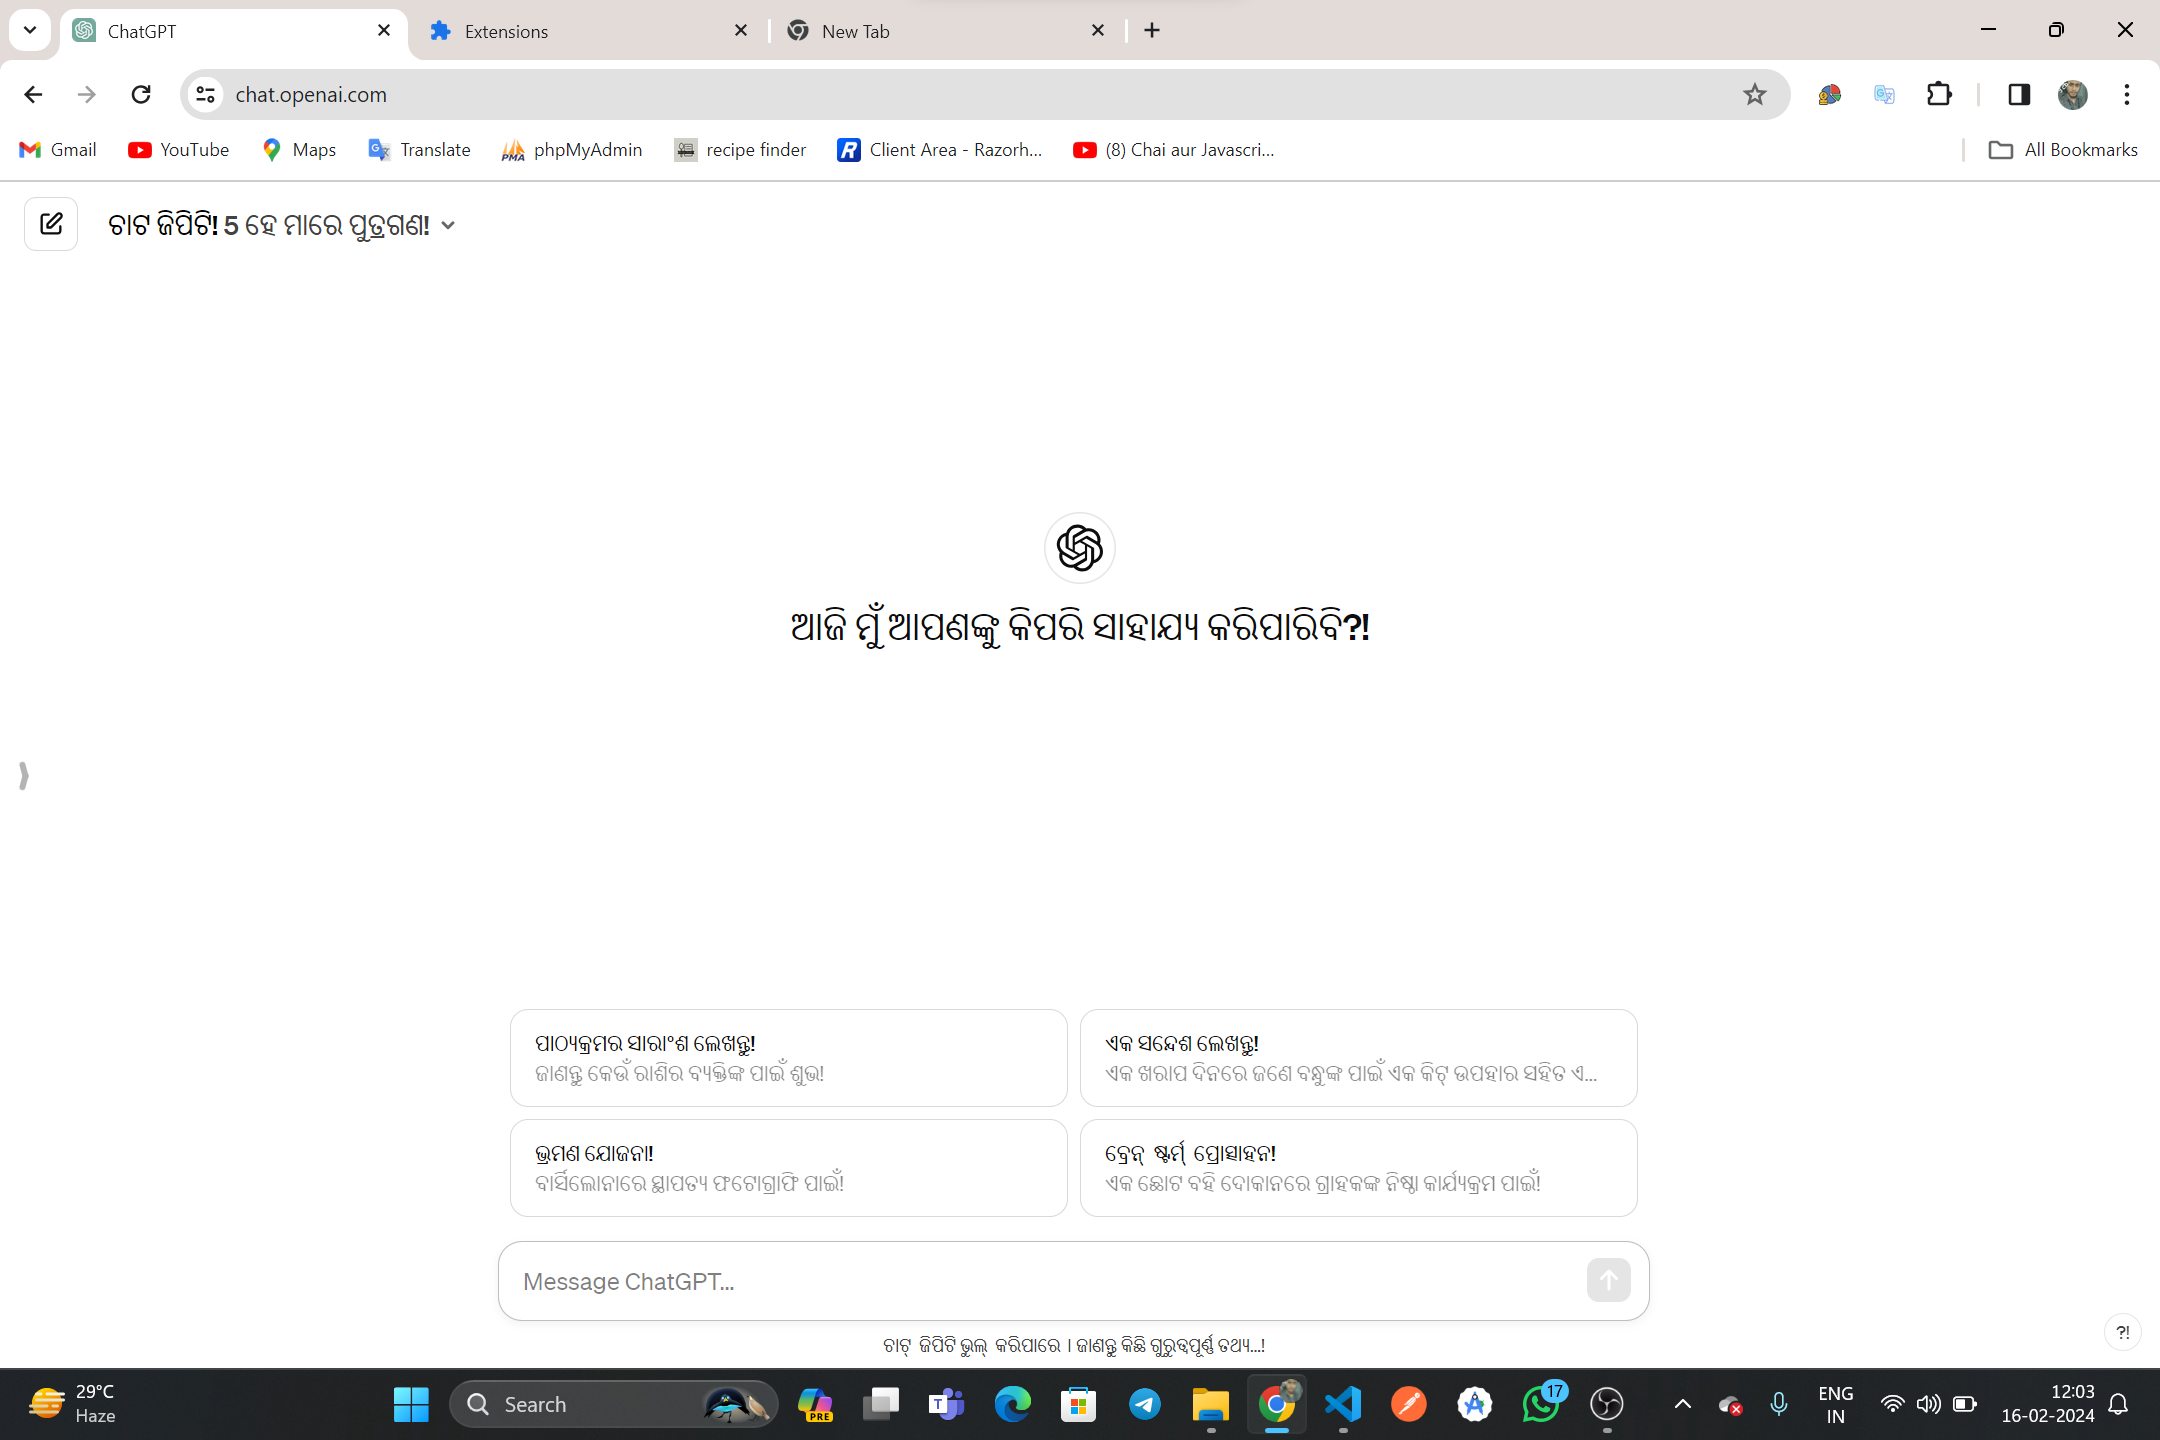 ChatGPT
Extensions
New Tab
chat.openai.com
Gmail
YouTube
Maps
Translate
phpMyAdmin
recipe finder
Client Area - Razorh...
(8) Chai aur Javascri...
All Bookmarks
ଚାଟ ଜିପିଟି! 5 ହେ ମାରେ ପୁତ୍ରଗଣ!
ଆଜି ମୁଁ ଆପଣଙ୍କୁ କିପରି ସାହାଯ୍ୟ କରିପାରିବି?!
ପାଠ୍ୟକ୍ରମର ସାରାଂଶ ଲେଖନ୍ତୁ!
ଜାଣନ୍ତୁ କେଉଁ ରାଶିର ବ୍ୟକ୍ତିଙ୍କ ପାଇଁ ଶୁଭ!
ଏକ ସନ୍ଦେଶ ଲେଖନ୍ତୁ!
ଏକ ଖରାପ ଦିନରେ ଜଣେ ବନ୍ଧୁଙ୍କ ପାଇଁ ଏକ କିଟ୍ ଉପହାର ସହିତ ଏ...
ଭ୍ରମଣ ଯୋଜନା!
ବାର୍ସିଲୋନାରେ ସ୍ଥାପତ୍ୟ ଫଟୋଗ୍ରାଫି ପାଇଁ!
ବ୍ରେନ୍ ଷ୍ଟର୍ମ୍ ପ୍ରୋତ୍ସାହନ!
ଏକ ଛୋଟ ବହି ଦୋକାନରେ ଗ୍ରାହକଙ୍କ ନିଷ୍ଠା କାର୍ଯ୍ୟକ୍ରମ ପାଇଁ!
Message ChatGPT...
ଚାଟ୍ ଜିପିଟି ଭୁଲ୍ କରିପାରେ । ଜାଣନ୍ତୁ କିଛି ଗୁରୁତ୍ୱପୂର୍ଣ୍ଣ ତଥ୍ୟ...!
?!
29°C
Haze
Search
PRE
17
ENG
IN
12:03
16-02-2024